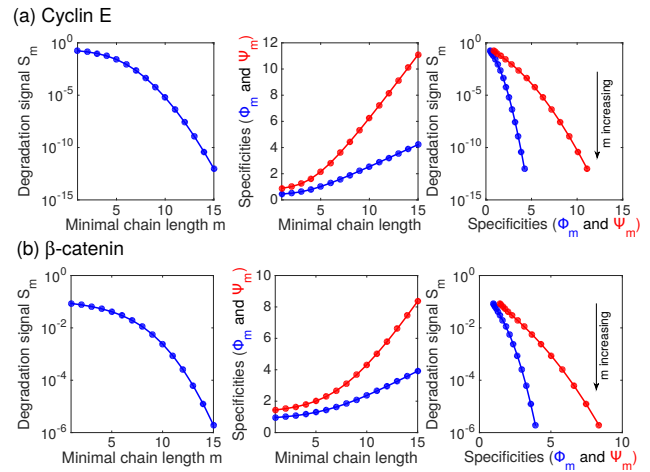 (a) Cyclin E
Degradation signal S_m
10^0
10^-5
10^-10
10^-15
5 10 15
Minimal chain length m
Specificities (Φ_m and Ψ_m)
12
10
8
6
4
2
0
5 10 15
Minimal chain length m
Degradation signal S_m
10^0
10^-5
10^-10
10^-15
m increasing
0 5 10 15
Specificities (Φ_m and Ψ_m)
(b) β-catenin
Degradation signal S_m
10^0
10^-2
10^-4
10^-6
5 10 15
Minimal chain length m
Specificities (Φ_m and Ψ_m)
10
8
6
4
2
0
5 10 15
Minimal chain length m
Degradation signal S_m
10^0
10^-2
10^-4
10^-6
m increasing
0 5 10
Specificities (Φ_m and Ψ_m)